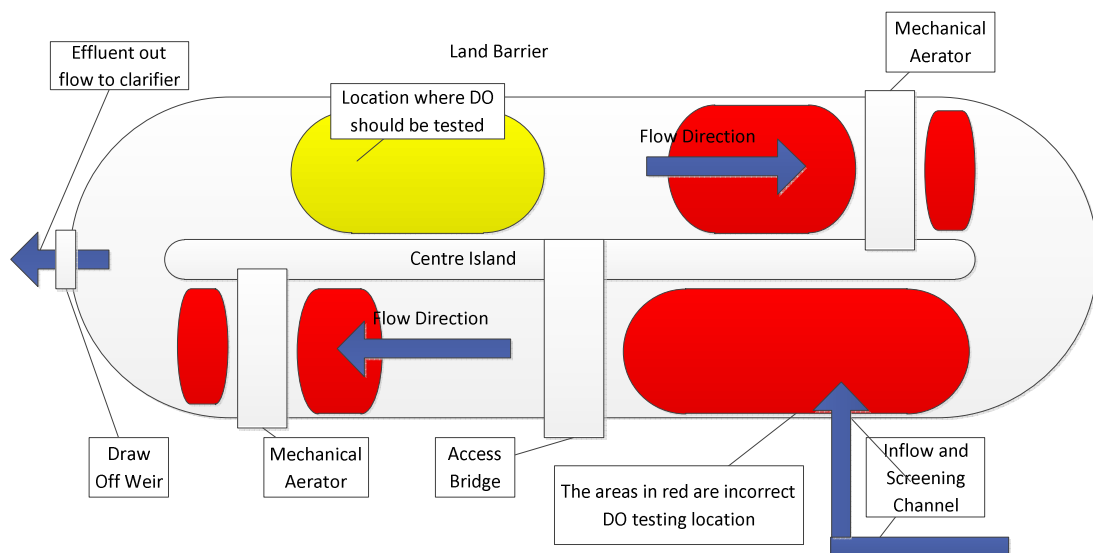 Effluent out
flow to clarifier
Land Barrier
Mechanical
Aerator
Location where DO
should be tested
Flow Direction
Centre Island
Flow Direction
Draw
Off Weir
Mechanical
Aerator
Access
Bridge
The areas in red are incorrect
DO testing location
Inflow and
Screening
Channel